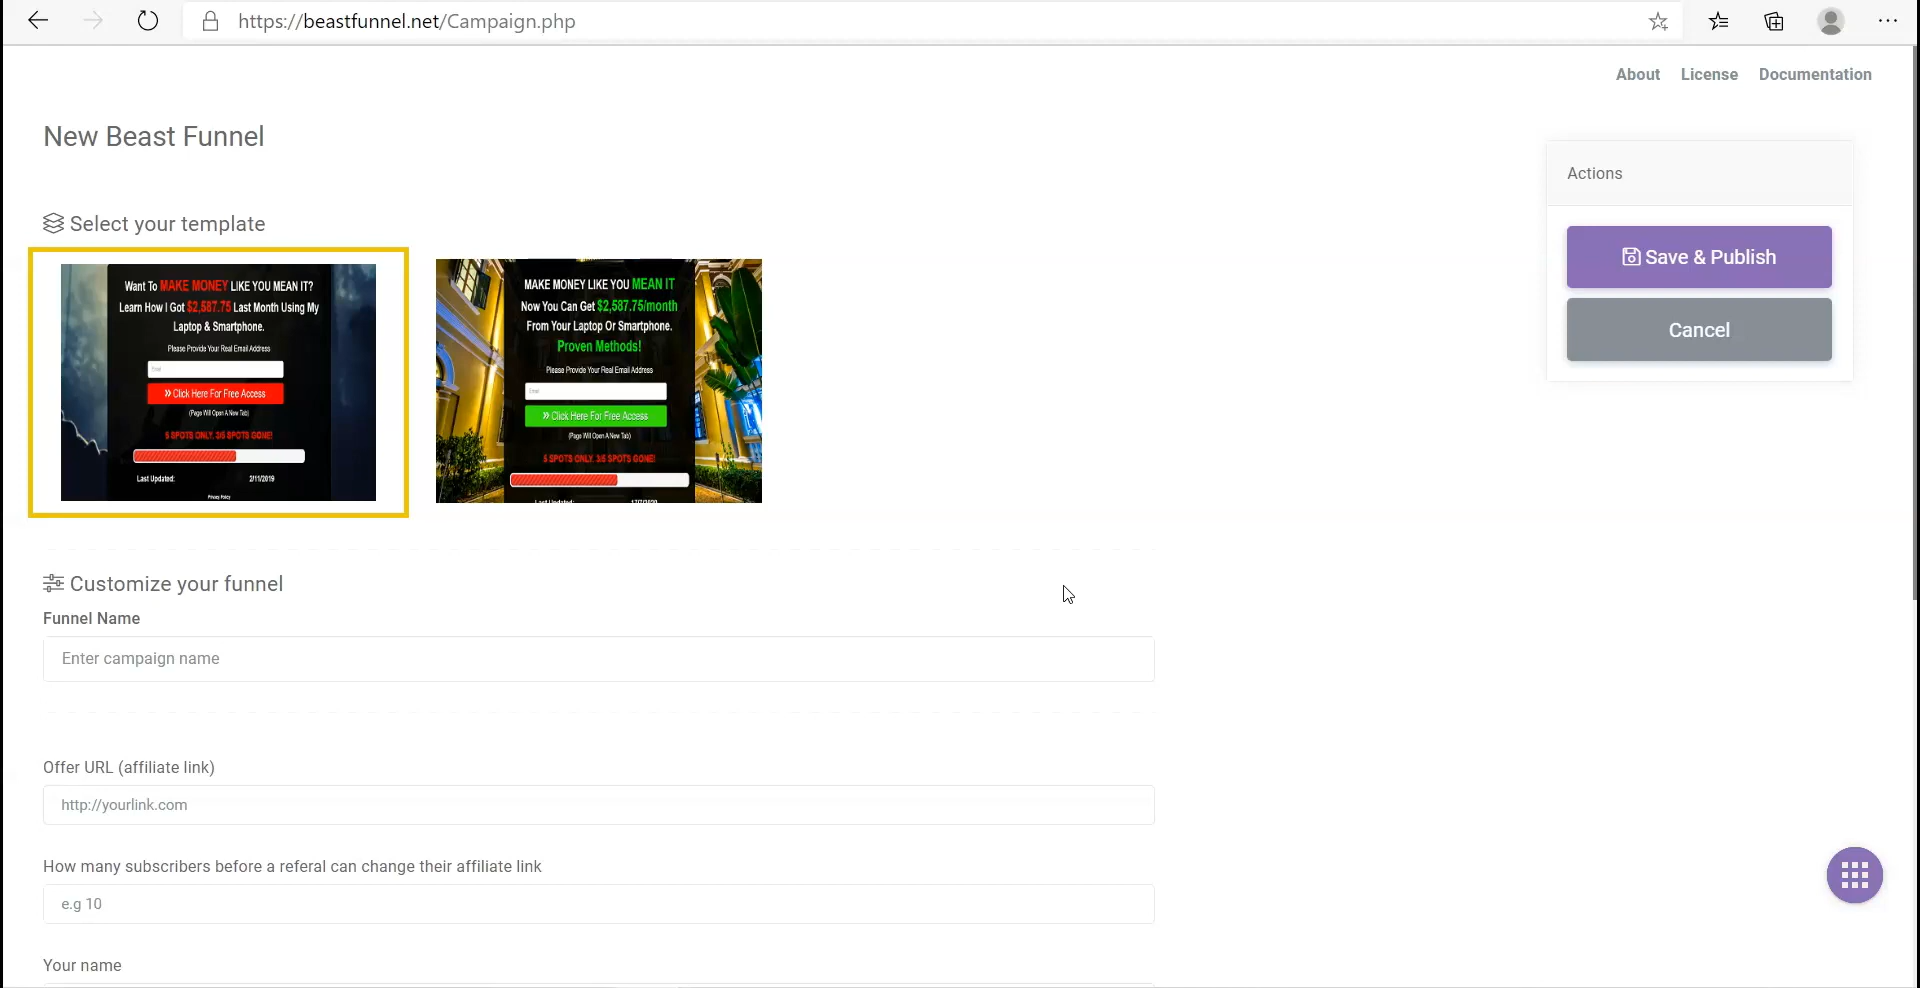 https://beastfunnel.net/Campaign.php
About License Documentation
New Beast Funnel
Actions
Select your template
Save & Publish
Cancel
Want To MAKE MONEY LIKE YOU MEAN IT?
Learn How I Got $2,587.75 Last Month Using My
Laptop & Smartphone.
Please Provide Your Real Email Address
Email
» Click Here For Free Access
(Page Will Open A New Tab)
5 SPOTS ONLY. 3/5 SPOTS GONE!
Last Updated: 2/11/2019
Privacy Policy
MAKE MONEY LIKE YOU MEAN IT
Now You Can Get $2,587.75/month
From Your Laptop Or Smartphone.
Proven Methods!
Please Provide Your Real Email Address
Email
» Click Here For Free Access
(Page Will Open A New Tab)
5 SPOTS ONLY. 3/5 SPOTS GONE!
Last Updated:
Customize your funnel
Funnel Name
Enter campaign name
Offer URL (affiliate link)
http://yourlink.com
How many subscribers before a referal can change their affiliate link
e.g 10
Your name